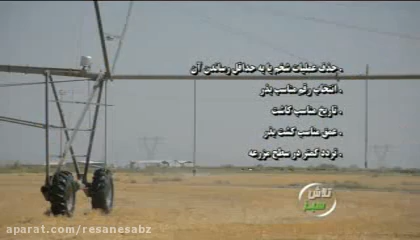 . حذف عملیات شخم یا به حداقل رساندن آن
. انتخاب رقم مناسب بذر
. تاریخ مناسب کاشت
. عمق مناسب کشت بذر
. تردد کمتر در سطح مزرعه
تلاش
سبز
aparat.com/resanesabz